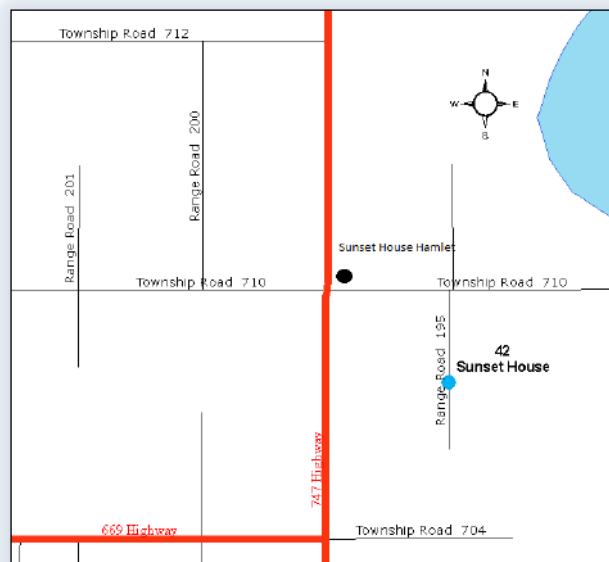 Township Road 712
N
W E
S
Range Road 200
Range Road 201
Sunset House Hamlet
Township Road 710
Township Road 710
Range Road 195
42
Sunset House
747 Highway
669 Highway
Township Road 704